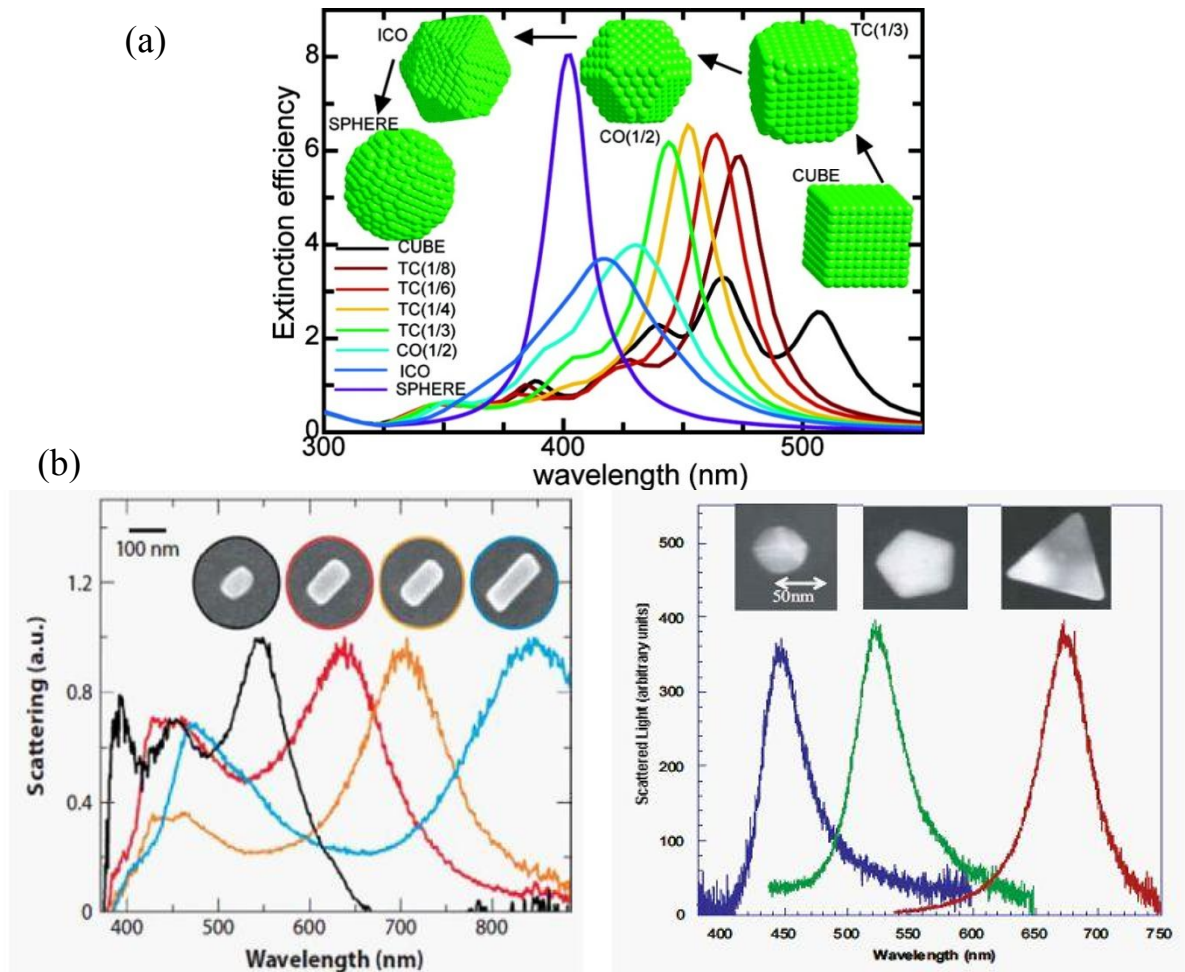 (a)
ICO
TC(1/3)
SPHERE
CO(1/2)
CUBE
8
6
4
2
0
Extinction efficiency
CUBE
TC(1/8)
TC(1/6)
TC(1/4)
TC(1/3)
CO(1/2)
ICO
SPHERE
300 400 500
wavelength (nm)
(b)
100 nm
1.2
0.8
0.4
0
Scattering (a.u.)
400 500 600 700 800
Wavelength (nm)
50nm
500
400
300
200
100
0
Scattered Light (arbitrary units)
400 450 500 550 600 650 700 750
Wavelength (nm)